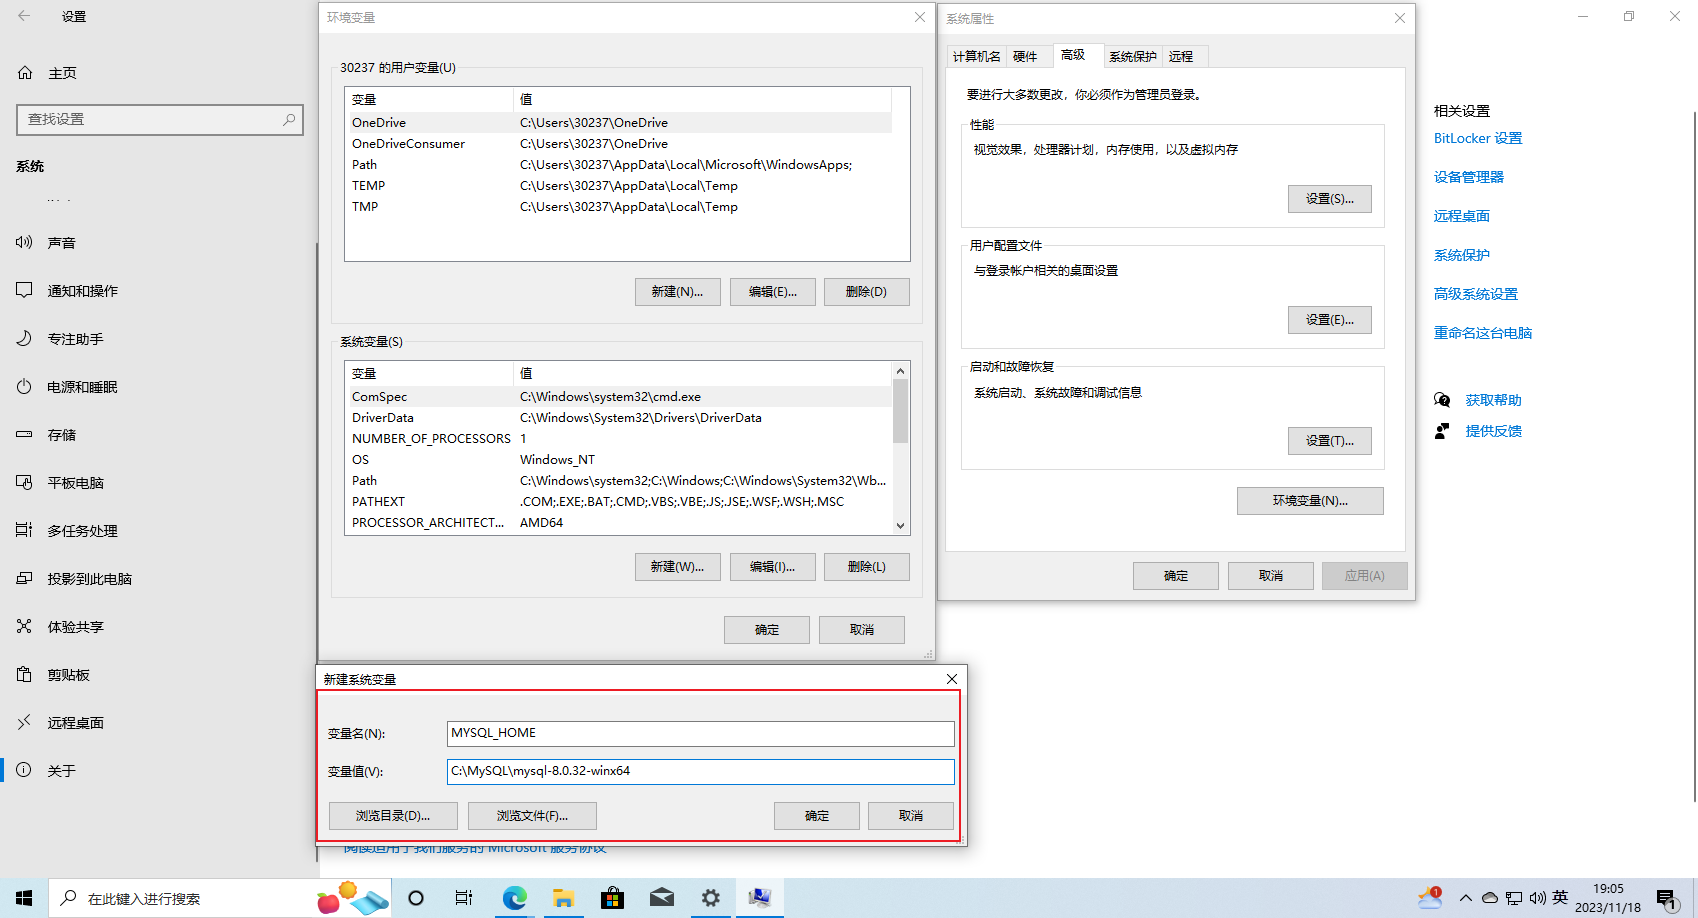 设置
主页
查找设置
系统
声音
通知和操作
专注助手
电源和睡眠
存储
平板电脑
多任务处理
投影到此电脑
体验共享
剪贴板
远程桌面
关于
环境变量
30237 的用户变量(U)
变量 值
OneDrive C:\Users\30237\OneDrive
OneDriveConsumer C:\Users\30237\OneDrive
Path C:\Users\30237\AppData\Local\Microsoft\WindowsApps;
TEMP C:\Users\30237\AppData\Local\Temp
TMP C:\Users\30237\AppData\Local\Temp
新建(N)... 编辑(E)... 删除(D)
系统变量(S)
变量 值
ComSpec C:\Windows\system32\cmd.exe
DriverData C:\Windows\System32\Drivers\DriverData
NUMBER_OF_PROCESSORS 1
OS Windows_NT
Path C:\Windows\system32;C:\Windows;C:\Windows\System32\Wb...
PATHEXT .COM;.EXE;.BAT;.CMD;.VBS;.VBE;.JS;.JSE;.WSF;.WSH;.MSC
PROCESSOR_ARCHITECT... AMD64
新建(W)... 编辑(I)... 删除(L)
确定 取消
新建系统变量
变量名(N): MYSQL_HOME
变量值(V): C:\MySQL\mysql-8.0.32-winx64
浏览目录(D)... 浏览文件(F)... 确定 取消
阅读适用于我们服务的 Microsoft 服务协议
系统属性
计算机名 硬件 高级 系统保护 远程
要进行大多数更改，你必须作为管理员登录。
性能
视觉效果，处理器计划，内存使用，以及虚拟内存
设置(S)...
用户配置文件
与登录帐户相关的桌面设置
设置(E)...
启动和故障恢复
系统启动、系统故障和调试信息
设置(T)...
环境变量(N)...
确定 取消 应用(A)
相关设置
BitLocker 设置
设备管理器
远程桌面
系统保护
高级系统设置
重命名这台电脑
获取帮助
提供反馈
在此键入进行搜索
1
英
19:05
2023/11/18
1